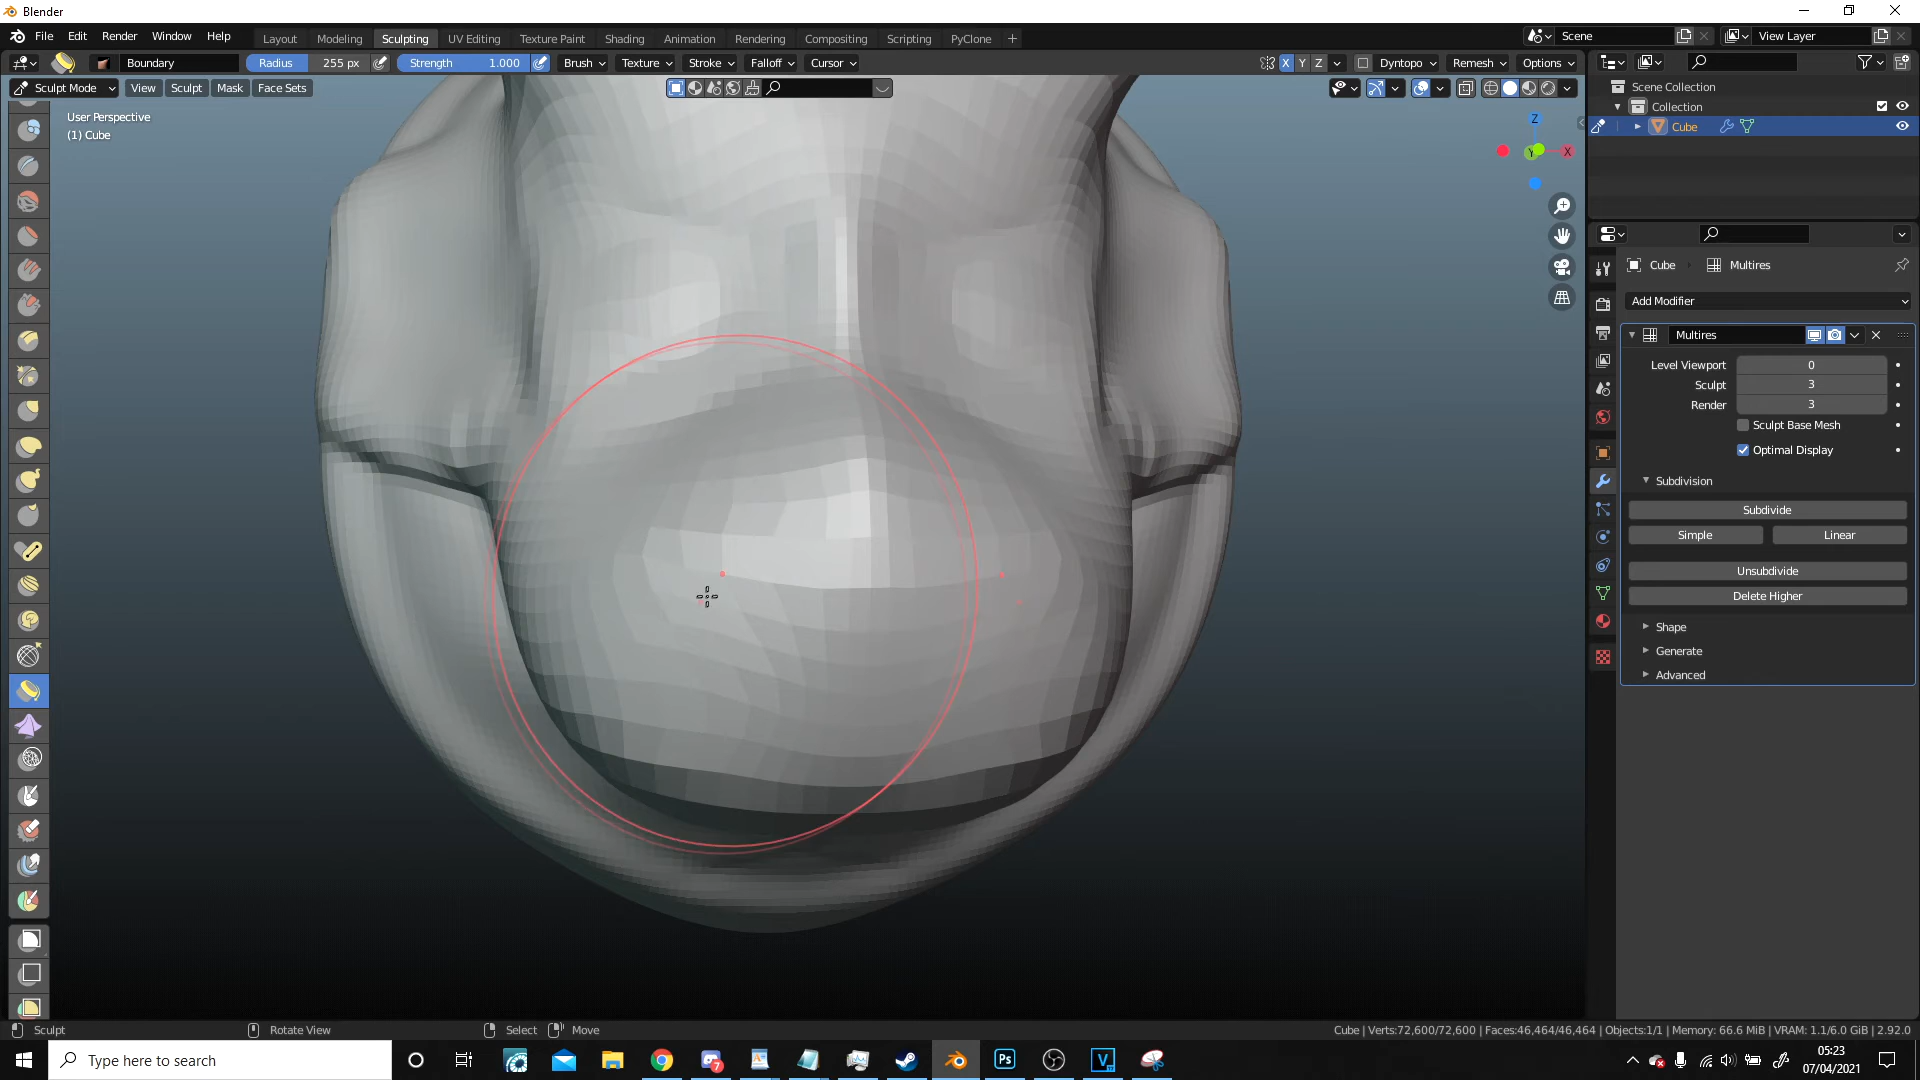 Blender
File Edit Render Window Help
Layout Modeling Sculpting UV Editing Texture Paint Shading Animation Rendering Compositing Scripting PyClone
Scene
View Layer
Boundary
Radius 255 px
Strength 1.000
Brush Texture Stroke Falloff Cursor
X Y Z
Dyntopo Remesh Options
Sculpt Mode View Sculpt Mask Face Sets
Scene Collection
Collection
Cube
User Perspective
(1) Cube
Z
Y
X
Cube Multires
Add Modifier
Multires
Level Viewport 0
Sculpt 3
Render 3
Sculpt Base Mesh
Optimal Display
Subdivision
Subdivide
Simple Linear
Unsubdivide
Delete Higher
Shape
Generate
Advanced
Sculpt
Rotate View
Select
Move
Cube | Verts:72,600/72,600 | Faces:46,464/46,464 | Objects:1/1 | Memory: 66.6 MiB | VRAM: 1.1/6.0 GiB | 2.92.0
Type here to search
7
Ps
V
05:23
07/04/2021